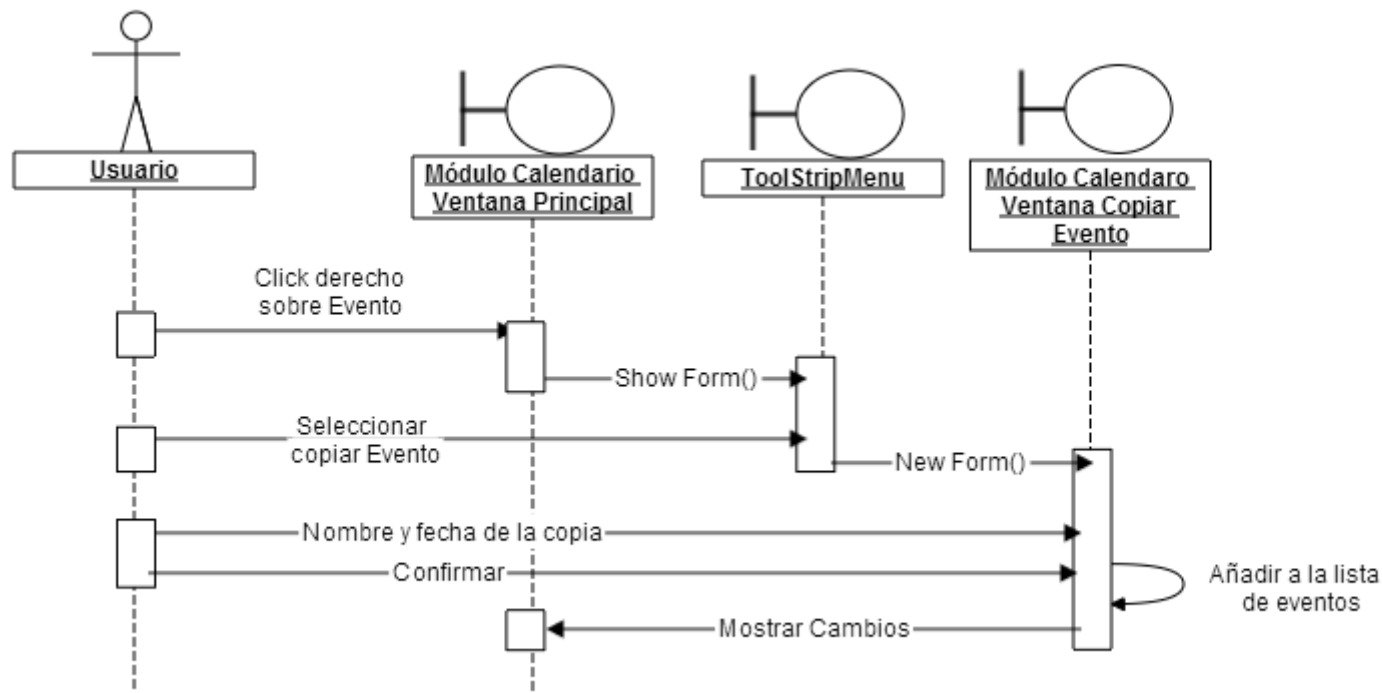 Usuario
Módulo Calendario
Ventana Principal
ToolStripMenu
Módulo Calendaro
Ventana Copiar
Evento
Click derecho
sobre Evento
Show Form()
Seleccionar
copiar Evento
New Form()
Nombre y fecha de la copia
Confirmar
Añadir a la lista
de eventos
Mostrar Cambios